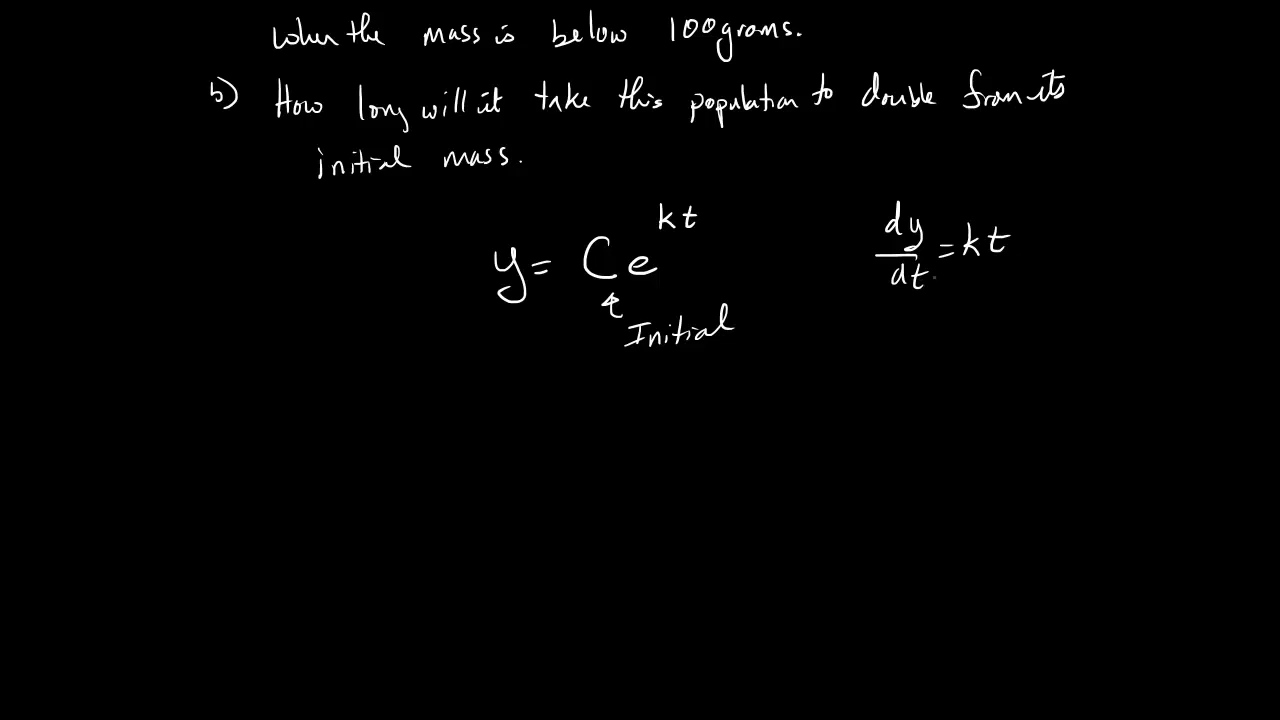 when the mass is below 100grams.
b) How long will it take this population to double from its
initial mass.
y = Ce^{kt}
Initial
dy/dt = kt